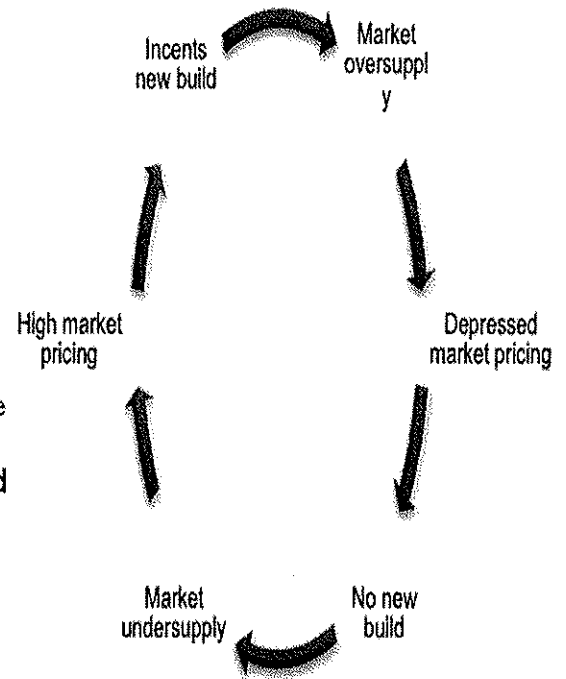 Incents
new build
Market
oversuppl
y
High market
pricing
Depressed
market pricing
e
d
Market
undersupply
No new
build